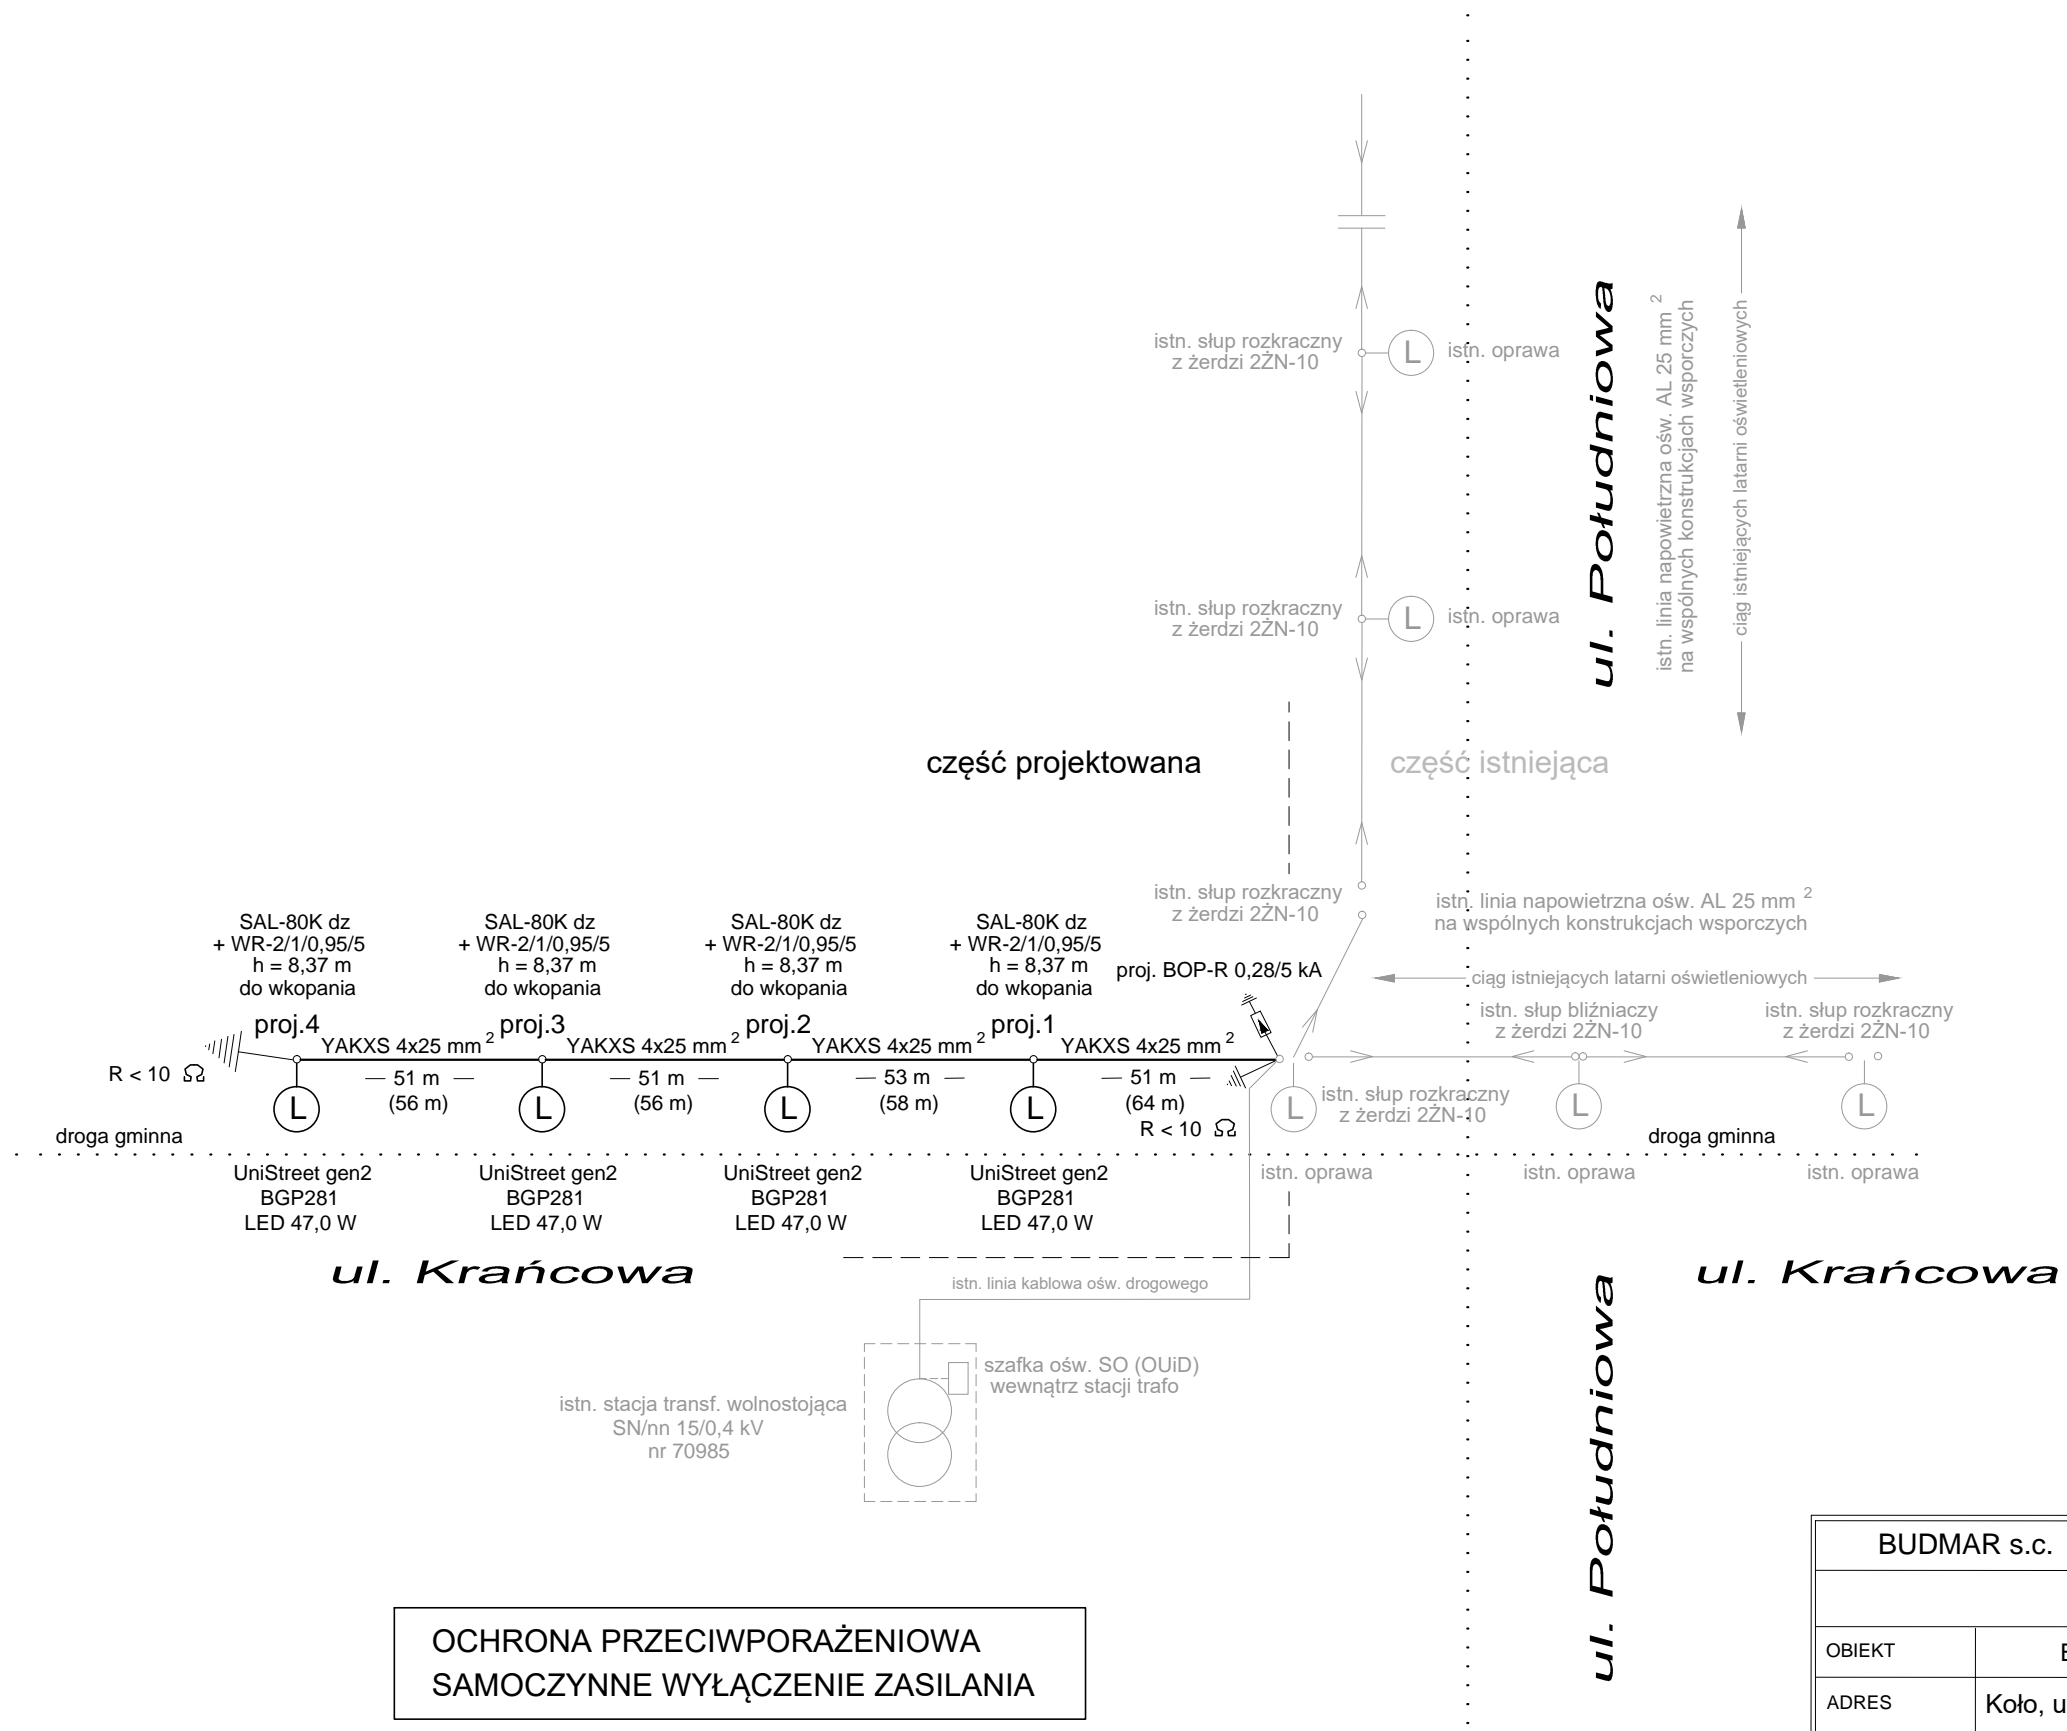 istn. słup rozkraczny
z żerdzi 2ŻN-10
L
istn. oprawa
ul. Południowa
istn. linia napowietrzna ośw. AL 25 mm 2
na wspólnych konstrukcjach wsporczych
ciąg istniejących latarni oświetleniowych
istn. słup rozkraczny
z żerdzi 2ŻN-10
L
istn. oprawa
część projektowana
część istniejąca
istn. słup rozkraczny
z żerdzi 2ŻN-10
istn. linia napowietrzna ośw. AL 25 mm 2
na wspólnych konstrukcjach wsporczych
ciąg istniejących latarni oświetleniowych
SAL-80K dz
+ WR-2/1/0,95/5
h = 8,37 m
do wkopania
proj.4
SAL-80K dz
+ WR-2/1/0,95/5
h = 8,37 m
do wkopania
proj.3
SAL-80K dz
+ WR-2/1/0,95/5
h = 8,37 m
do wkopania
proj.2
SAL-80K dz
+ WR-2/1/0,95/5
h = 8,37 m
do wkopania
proj.1
proj. BOP-R 0,28/5 kA
istn. słup bliźniaczy
z żerdzi 2ŻN-10
istn. słup rozkraczny
z żerdzi 2ŻN-10
YAKXS 4x25 mm 2
51 m
(56 m)
YAKXS 4x25 mm 2
51 m
(56 m)
YAKXS 4x25 mm 2
53 m
(58 m)
YAKXS 4x25 mm 2
51 m
(64 m)
R < 10 Ω
R < 10 Ω
L
L
L
L
L
istn. słup rozkraczny
z żerdzi 2ŻN-10
L
L
droga gminna
droga gminna
UniStreet gen2
BGP281
LED 47,0 W
UniStreet gen2
BGP281
LED 47,0 W
UniStreet gen2
BGP281
LED 47,0 W
UniStreet gen2
BGP281
LED 47,0 W
istn. oprawa
istn. oprawa
istn. oprawa
ul. Krańcowa
ul. Krańcowa
istn. linia kablowa ośw. drogowego
szafka ośw. SO (OUiD)
wewnątrz stacji trafo
istn. stacja transf. wolnostojąca
SN/nn 15/0,4 kV
nr 70985
ul. Południowa
OCHRONA PRZECIWPORAŻENIOWA
SAMOCZYNNE WYŁĄCZENIE ZASILANIA
BUDMAR s.c.
OBIEKT
ADRES
Koło, u